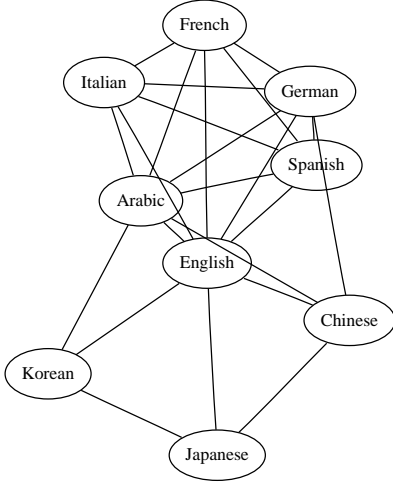 French
Italian
German
Spanish
Arabic
English
Chinese
Korean
Japanese